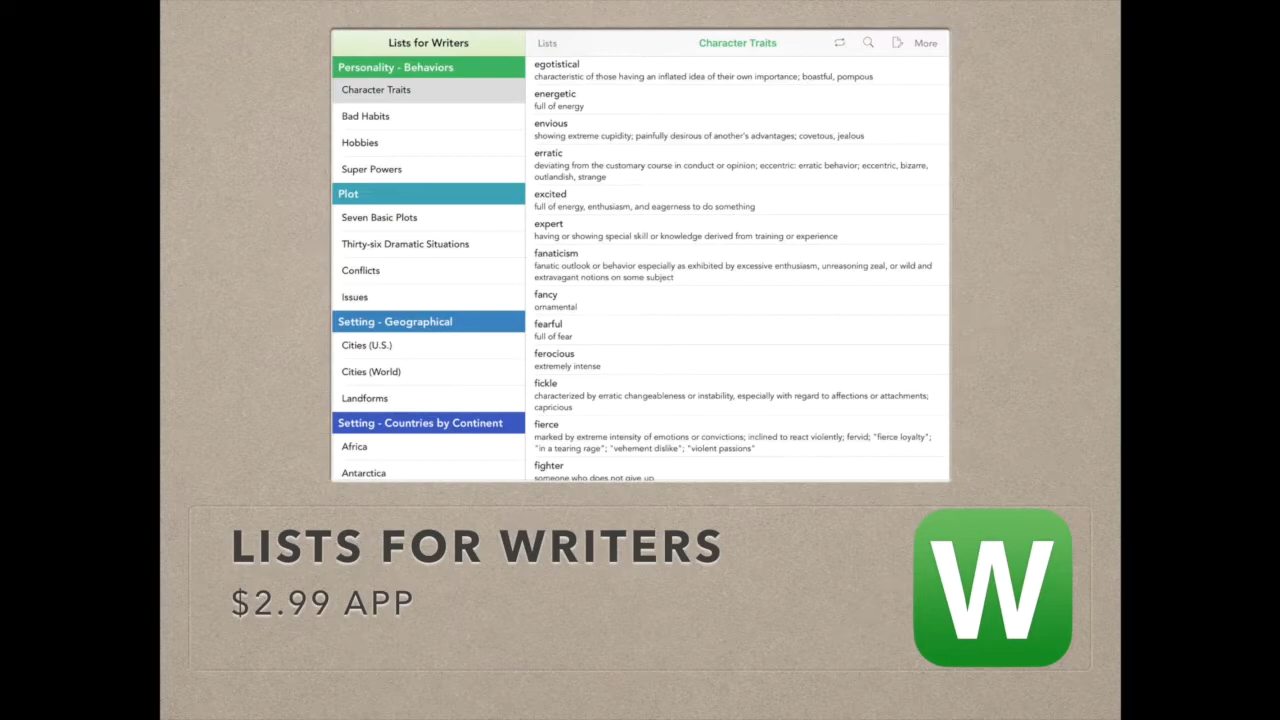 Lists for Writers
Personality - Behaviors
Character Traits
Bad Habits
Hobbies
Super Powers
Plot
Seven Basic Plots
Thirty-six Dramatic Situations
Conflicts
Issues
Setting - Geographical
Cities (U.S.)
Cities (World)
Landforms
Setting - Countries by Continent
Africa
Antarctica
Lists
Character Traits
More
egotistical
characteristic of those having an inflated idea of their own importance; boastful, pompous
energetic
full of energy
envious
showing extreme cupidity; painfully desirous of another's advantages; covetous, jealous
erratic
deviating from the customary course in conduct or opinion; eccentric: erratic behavior; eccentric, bizarre,
outlandish, strange
excited
full of energy, enthusiasm, and eagerness to do something
expert
having or showing special skill or knowledge derived from training or experience
fanaticism
fanatic outlook or behavior especially as exhibited by excessive enthusiasm, unreasoning zeal, or wild and
extravagant notions on some subject
fancy
ornamental
fearful
full of fear
ferocious
extremely intense
fickle
characterized by erratic changeableness or instability, especially with regard to affections or attachments;
capricious
fierce
marked by extreme intensity of emotions or convictions; inclined to react violently; fervid; "fierce loyalty";
"in a tearing rage"; "vehement dislike"; "violent passions"
fighter
someone who does not give up
LISTS FOR WRITERS
$2.99 APP
W